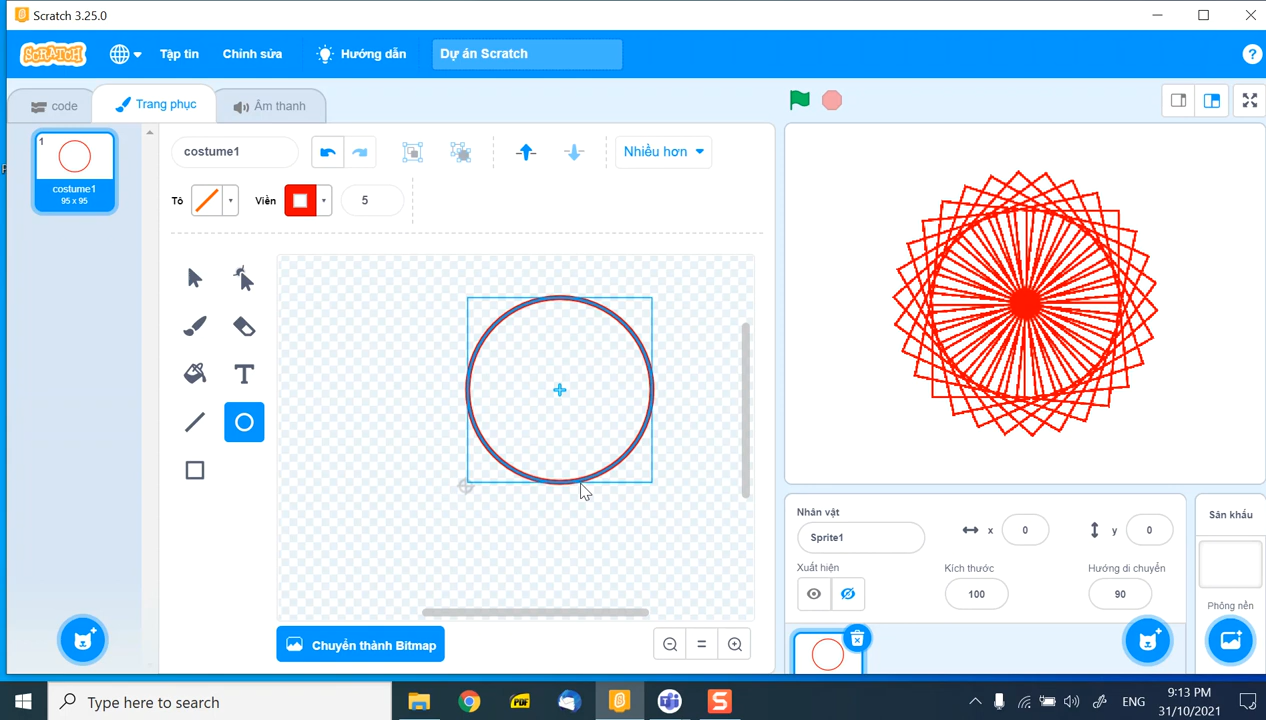 Scratch 3.25.0
SCRATCH
Tập tin
Chỉnh sửa
Hướng dẫn
Dự án Scratch
?
code
Trang phục
Âm thanh
1
costume1
95 x 95
costume1
Nhiều hơn
Tô
Viền
5
T
Chuyển thành Bitmap
Nhân vật
Sprite1
x
0
y
0
Xuất hiện
Kích thước
100
Hướng di chuyển
90
Sân khấu
Phông nền
Type here to search
PDF
S
ENG
9:13 PM
31/10/2021